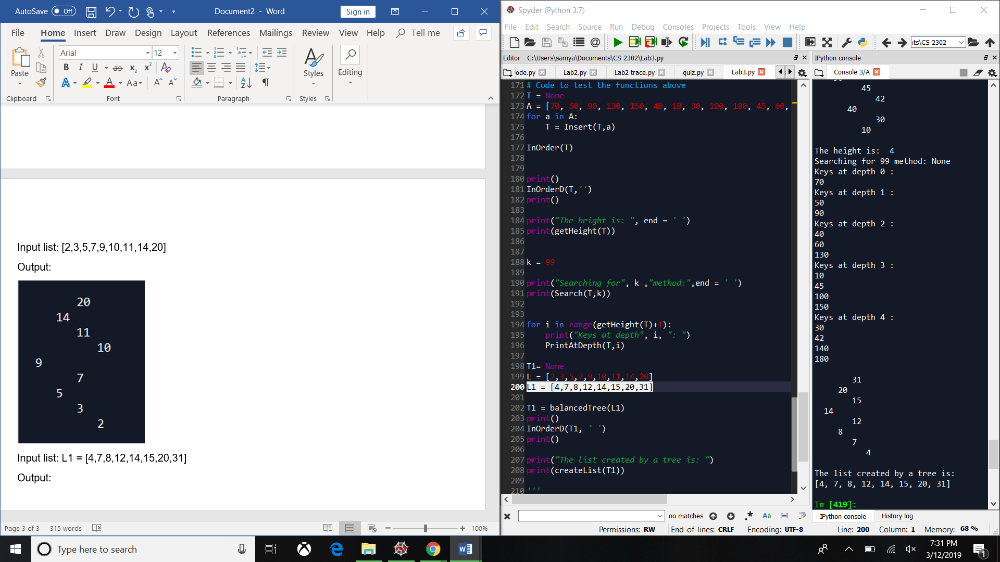 AutoSave Off Document2 - Word Sign in
File Home Insert Draw Design Layout References Mailings Review View Help Tell me
Paste
Arial 12
B I U ab x₂ x² A
A A Aa A A
Styles
Editing
Clipboard Font Paragraph Styles
Input list: [2,3,5,7,9,10,11,14,20]
Output:
20
14
11
10
9
7
5
3
2
Input list: L1 = [4,7,8,12,14,15,20,31]
Output:
Page 3 of 3 315 words 100%
Spyder (Python 3.7)
File Edit Search Source Run Debug Consoles Projects Tools View Help
ıts\CS 2302
Editor - C:\Users\samya\Documents\CS 2302\Lab3.py
ode.py Lab2.py Lab2 trace.py quiz.py Lab3.py
171 # Code to test the functions above
172 T = None
173 A = [70, 50, 90, 130, 150, 40, 10, 30, 100, 180, 45, 60,
174 for a in A:
175     T = Insert(T,a)
176
177 InOrder(T)
178
179
180 print()
181 InOrderD(T,'')
182 print()
183
184 print("The height is: ", end = ' ')
185 print(getHeight(T))
186
187
188 k = 99
189
190 print("Searching for", k ,"method:",end = ' ')
191 print(Search(T,k))
192
193
194 for i in range(getHeight(T)+1):
195     print("Keys at depth", i, ": ")
196     PrintAtDepth(T,i)
197
198 T1= None
199 L = [2,3,5,7,9,10,11,14,20]
200 L1 = [4,7,8,12,14,15,20,31]
201
202 T1 = balancedTree(L1)
203 print()
204 InOrderD(T1, ' ')
205 print()
206
207 print("The list created by a tree is: ")
208 print(createList(T1))
209
210 '''
no matches .* Aa
IPython console
Console 3/A
45
42
40
30
10
The height is:  4
Searching for 99 method: None
Keys at depth 0 :
70
Keys at depth 1 :
50
90
Keys at depth 2 :
40
60
130
Keys at depth 3 :
10
45
100
150
Keys at depth 4 :
30
42
140
180
31
20
15
14
12
8
7
4
The list created by a tree is:
[4, 7, 8, 12, 14, 15, 20, 31]
In [419]:
IPython console History log
Permissions: RW End-of-lines: CRLF Encoding: UTF-8 Line: 200 Column: 1 Memory: 68 %
Type here to search
7:31 PM
3/12/2019
1